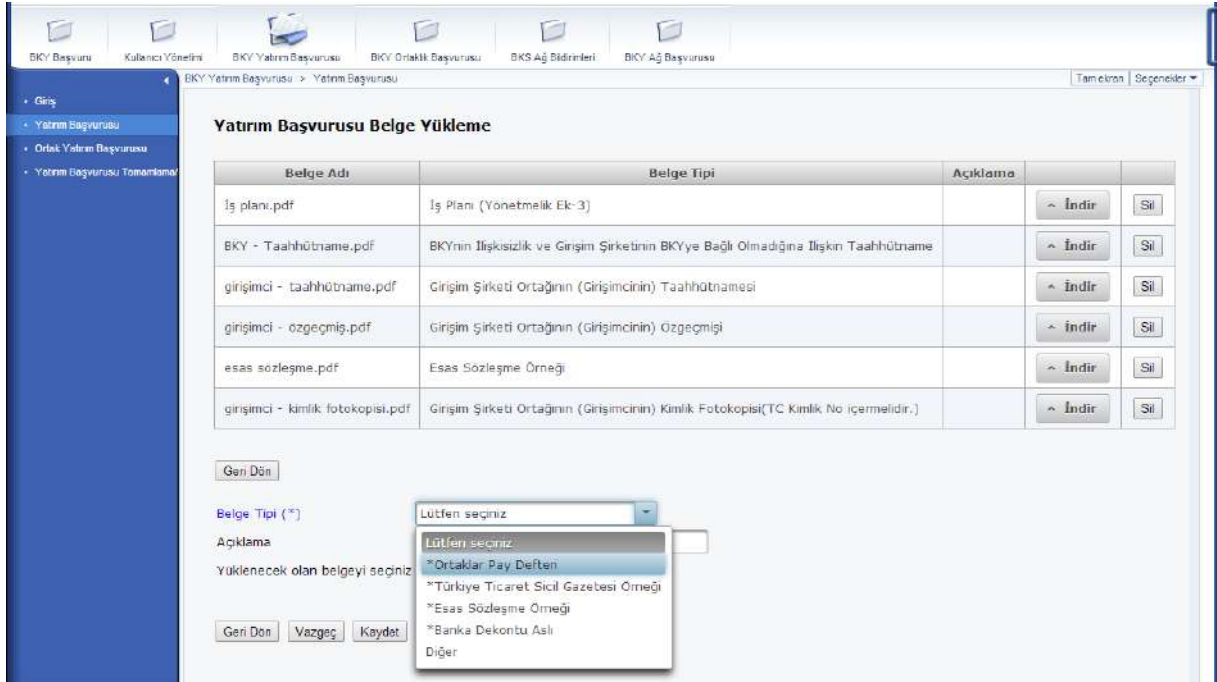 BKY Başvuru Kullanıcı Yönetimi BKY Yatırım Başvurusu BKY Ortaklık Başvurusu BKS Ağ Bildirimleri BKY Ağ Başvurusu
BKY Yatırım Başvurusu > Yatırım Başvurusu Tam ekran Seçenekler
Giriş
Yatırım Başvurusu
Ortak Yatırım Başvurusu
Yatırım Başvurusu Tamamlama/
Yatırım Başvurusu Belge Yükleme
Belge Adı Belge Tipi Açıklama
İş planı.pdf İş Planı (Yönetmelik Ek-3) İndir Sil
BKY - Taahhütname.pdf BKYnin İlişkisizlik ve Girişim Şirketinin BKYye Bağlı Olmadığına İlişkin Taahhütname İndir Sil
girişimci - taahhütname.pdf Girişim Şirketi Ortağının (Girişimcinin) Taahhütnamesi İndir Sil
girişimci - özgeçmiş.pdf Girişim Şirketi Ortağının (Girişimcinin) Özgeçmişi İndir Sil
esas sözleşme.pdf Esas Sözleşme Örneği İndir Sil
girişimci - kimlik fotokopisi.pdf Girişim Şirketi Ortağının (Girişimcinin) Kimlik Fotokopisi(TC Kimlik No içermelidir.) İndir Sil
Geri Dön
Belge Tipi (*) Lütfen seçiniz
Açıklama
Yüklenecek olan belgeyi seçiniz
Lütfen seçiniz
*Ortaklar Pay Defteri
*Türkiye Ticaret Sicil Gazetesi Örneği
*Esas Sözleşme Örneği
*Banka Dekontu Aslı
Diğer
Geri Dön Vazgeç Kaydet